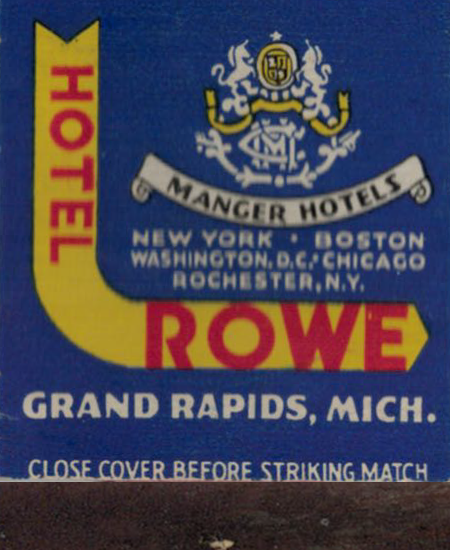 HOTEL
MANGER HOTELS
NEW YORK • BOSTON
WASHINGTON, D.C. • CHICAGO
ROCHESTER, N.Y.
ROWE
GRAND RAPIDS, MICH.
CLOSE COVER BEFORE STRIKING MATCH